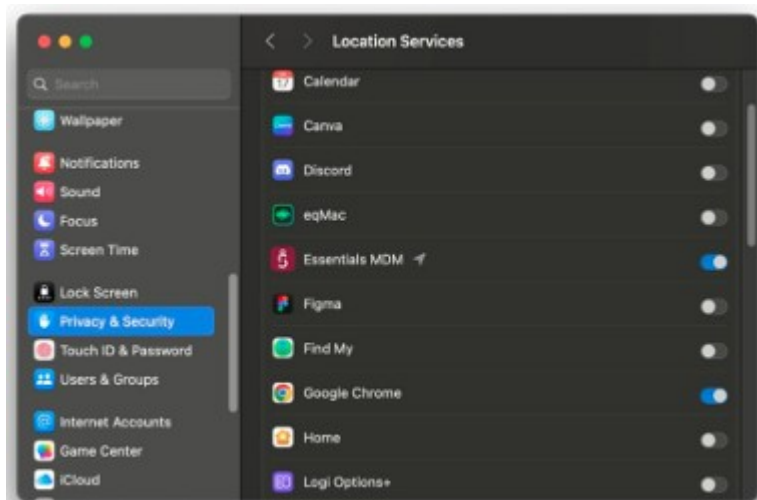 Location Services
Search
Wallpaper
Notifications
Sound
Focus
Screen Time
Lock Screen
Privacy & Security
Touch ID & Password
Users & Groups
Internet Accounts
Game Center
iCloud
17
Calendar
Canva
Discord
eqMac
Essentials MDM
Figma
Find My
Google Chrome
Home
Logi Options+